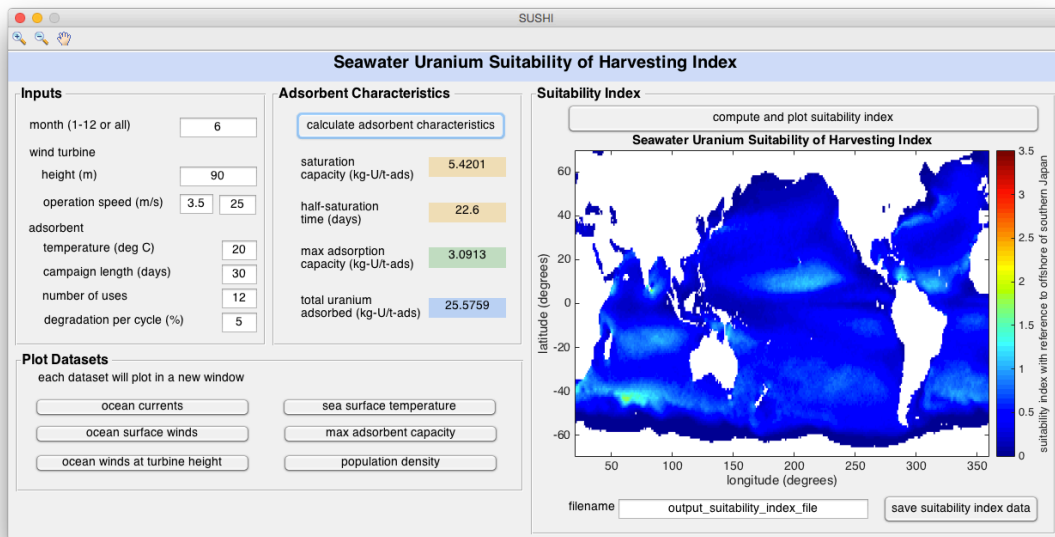 SUSHI
Seawater Uranium Suitability of Harvesting Index
Inputs
month (1-12 or all)
6
wind turbine
height (m)
90
operation speed (m/s)
3.5
25
adsorbent
temperature (deg C)
20
campaign length (days)
30
number of uses
12
degradation per cycle (%)
5
Adsorbent Characteristics
calculate adsorbent characteristics
saturation
capacity (kg-U/t-ads)
5.4201
half-saturation
time (days)
22.6
max adsorption
capacity (kg-U/t-ads)
3.0913
total uranium
adsorbed (kg-U/t-ads)
25.5759
Plot Datasets
each dataset will plot in a new window
ocean currents
sea surface temperature
ocean surface winds
max adsorbent capacity
ocean winds at turbine height
population density
Suitability Index
compute and plot suitability index
Seawater Uranium Suitability of Harvesting Index
60
40
20
0
-20
-40
-60
latitude (degrees)
50
100
150
200
250
300
350
longitude (degrees)
3.5
3
2.5
2
1.5
1
0.5
0
suitability index with reference to offshore of southern Japan
filename
output_suitability_index_file
save suitability index data